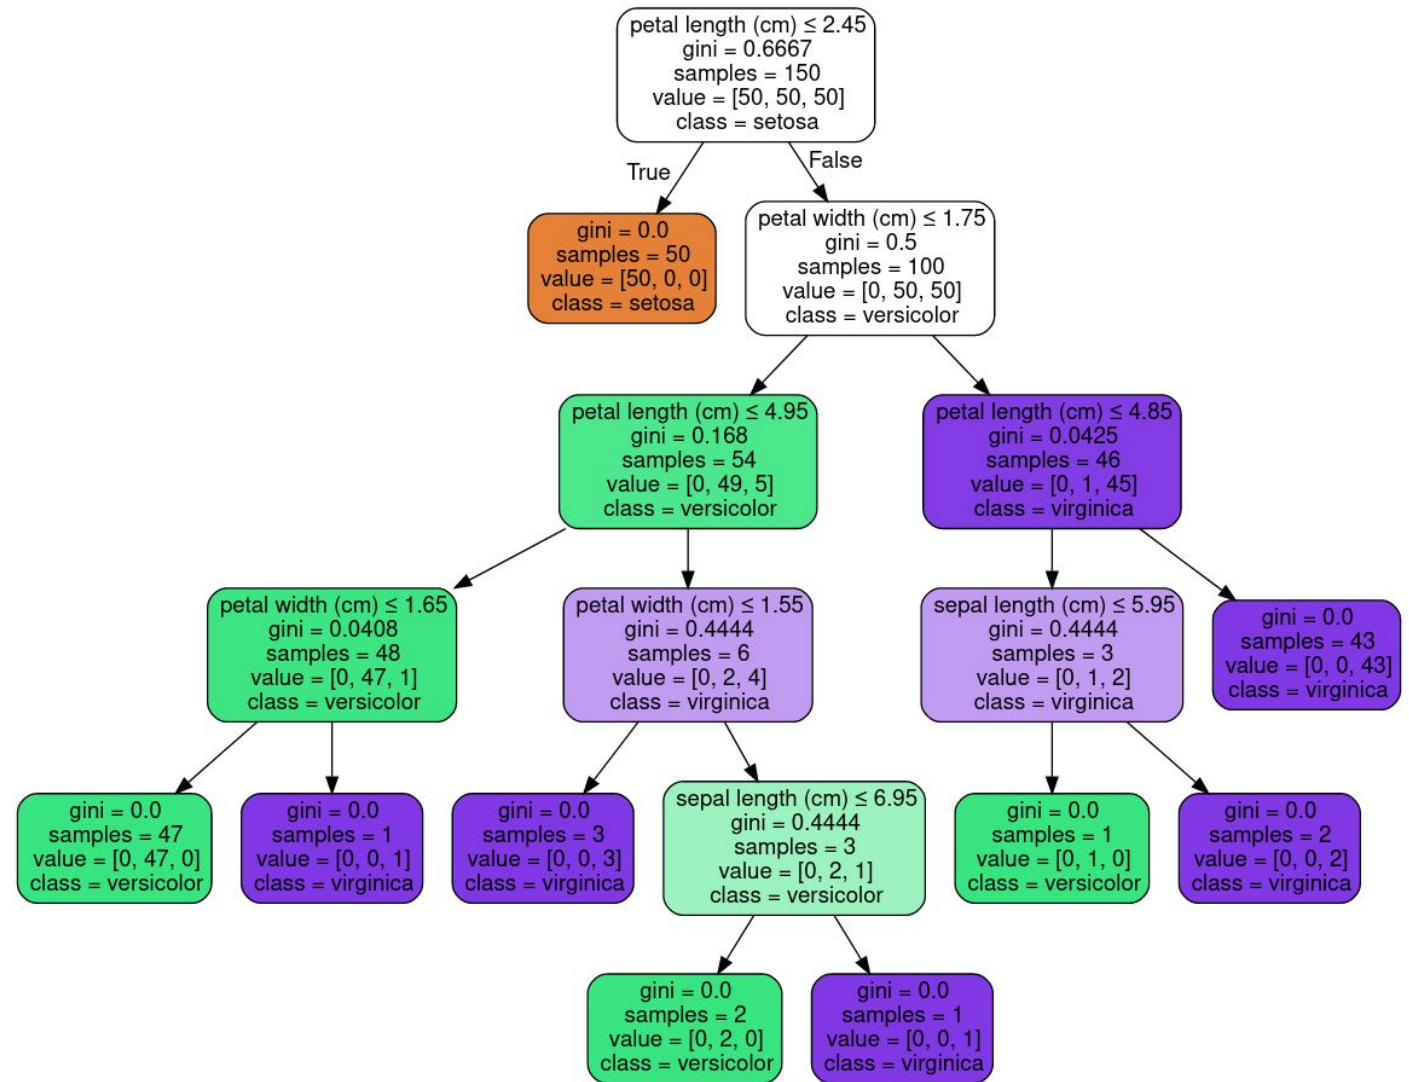 petal length (cm) ≤ 2.45
gini = 0.6667
samples = 150
value = [50, 50, 50]
class = setosa
True
False
gini = 0.0
samples = 50
value = [50, 0, 0]
class = setosa
petal width (cm) ≤ 1.75
gini = 0.5
samples = 100
value = [0, 50, 50]
class = versicolor
petal length (cm) ≤ 4.95
gini = 0.168
samples = 54
value = [0, 49, 5]
class = versicolor
petal length (cm) ≤ 4.85
gini = 0.0425
samples = 46
value = [0, 1, 45]
class = virginica
petal width (cm) ≤ 1.65
gini = 0.0408
samples = 48
value = [0, 47, 1]
class = versicolor
petal width (cm) ≤ 1.55
gini = 0.4444
samples = 6
value = [0, 2, 4]
class = virginica
sepal length (cm) ≤ 5.95
gini = 0.4444
samples = 3
value = [0, 1, 2]
class = virginica
gini = 0.0
samples = 43
value = [0, 0, 43]
class = virginica
gini = 0.0
samples = 47
value = [0, 47, 0]
class = versicolor
gini = 0.0
samples = 1
value = [0, 0, 1]
class = virginica
gini = 0.0
samples = 3
value = [0, 0, 3]
class = virginica
sepal length (cm) ≤ 6.95
gini = 0.4444
samples = 3
value = [0, 2, 1]
class = versicolor
gini = 0.0
samples = 1
value = [0, 1, 0]
class = versicolor
gini = 0.0
samples = 2
value = [0, 0, 2]
class = virginica
gini = 0.0
samples = 2
value = [0, 2, 0]
class = versicolor
gini = 0.0
samples = 1
value = [0, 0, 1]
class = virginica